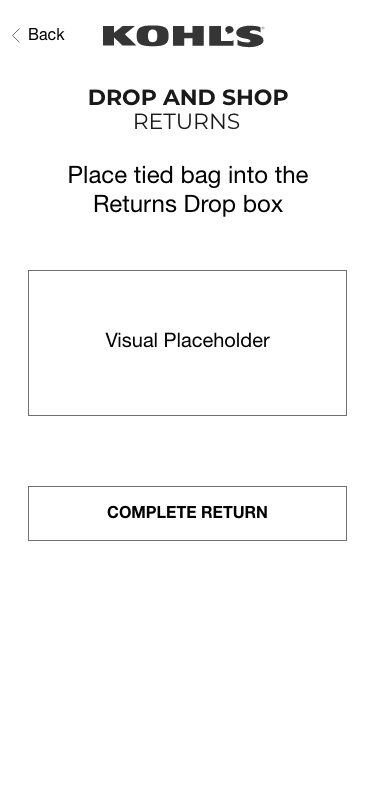 Back
KOHL'S
DROP AND SHOP
RETURNS
Place tied bag into the
Returns Drop box
Visual Placeholder
COMPLETE RETURN